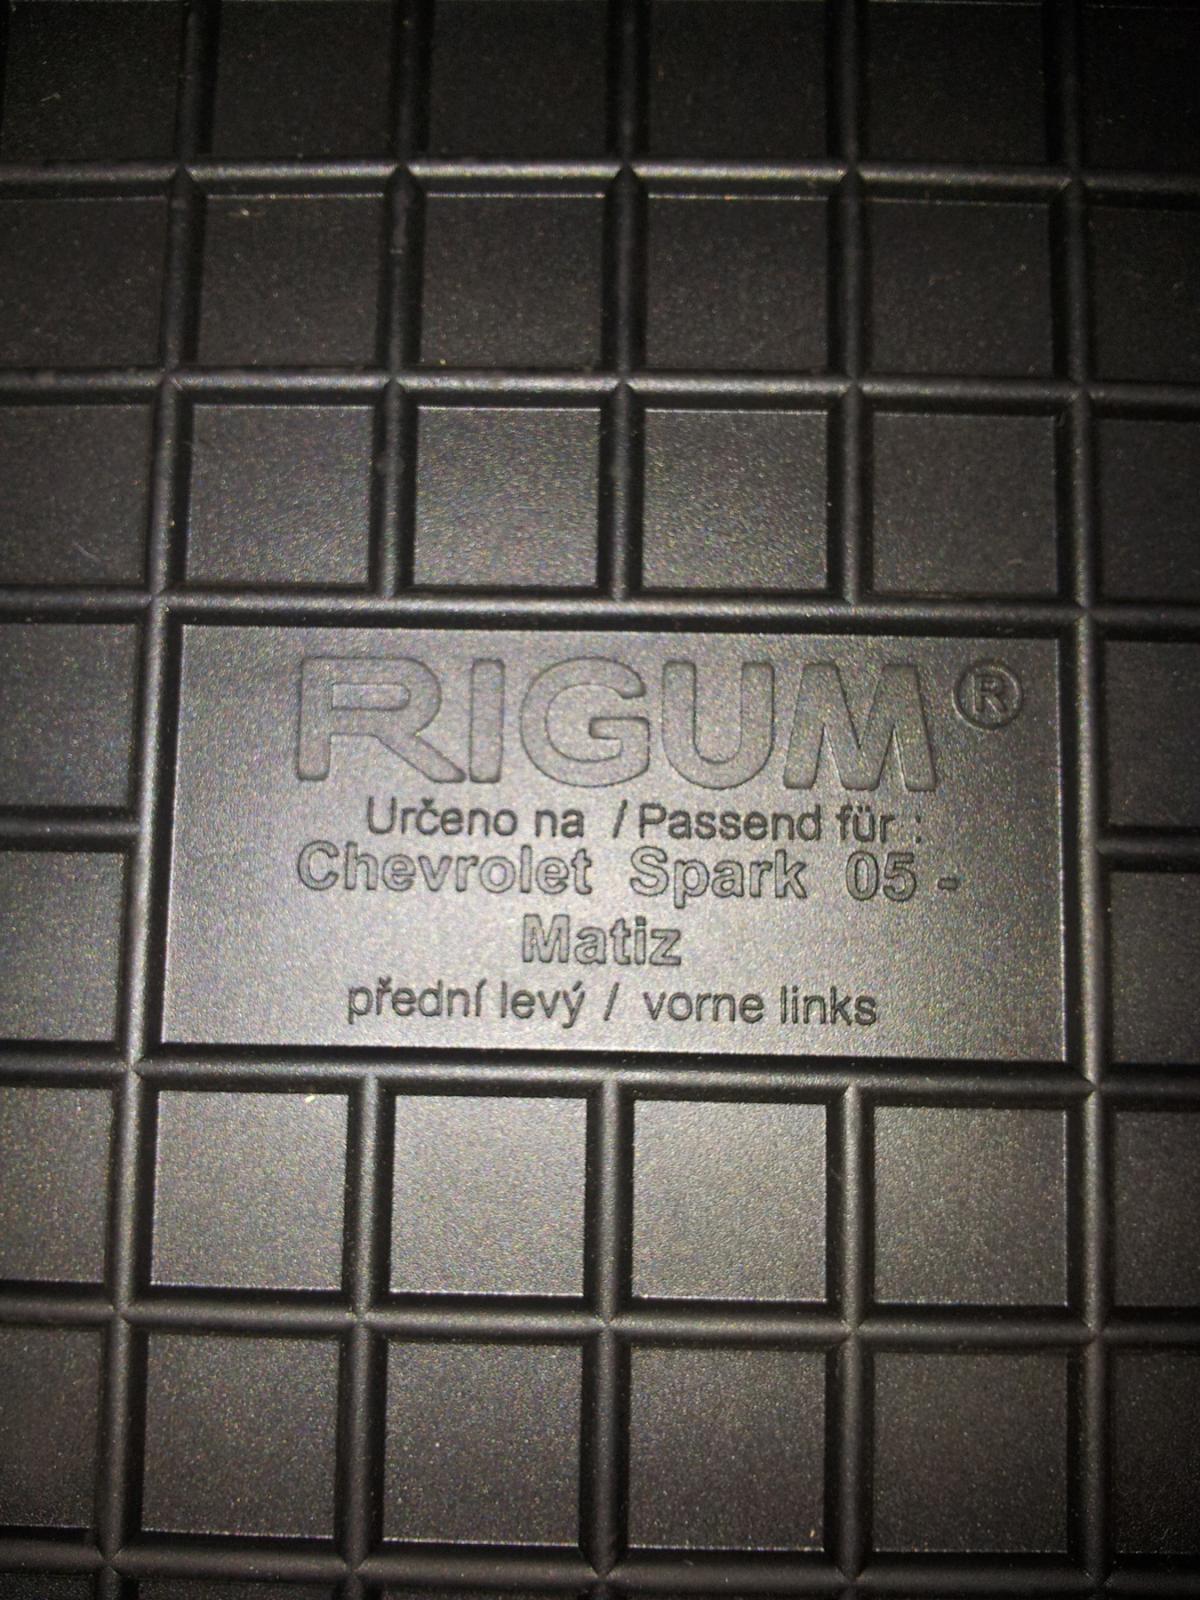 RIGUM®
Určeno na / Passend für :
Chevrolet Spark 05 -
Matiz
přední levý / vorne links